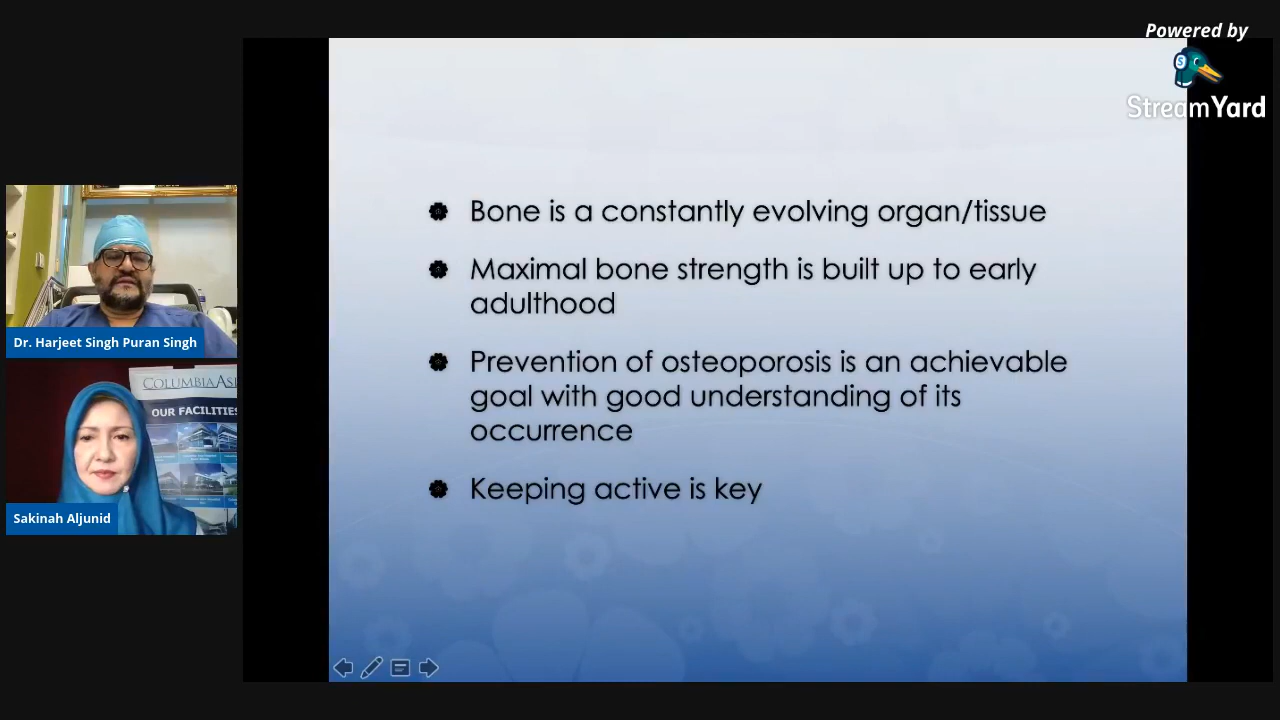 Powered by
StreamYard
Bone is a constantly evolving organ/tissue
Maximal bone strength is built up to early
adulthood
Prevention of osteoporosis is an achievable
goal with good understanding of its
occurrence
Keeping active is key
Dr. Harjeet Singh Puran Singh
COLUMBIA
OUR FACILITIES
Sakinah Aljunid